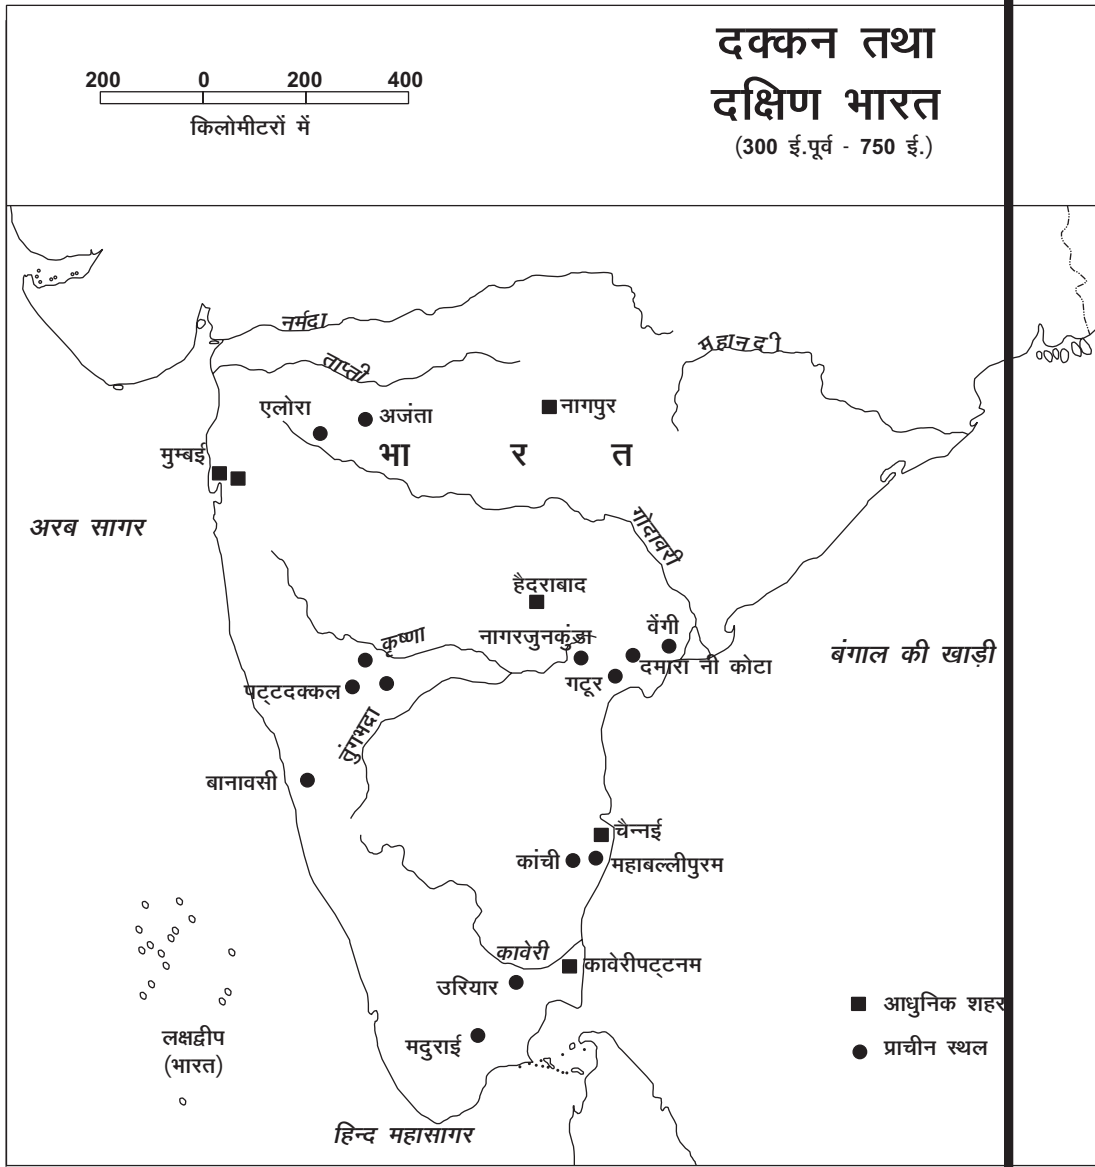 दक्कन तथा
दक्षिण भारत
(300 ई.पूर्व - 750 ई.)
200 0 200 400
किलोमीटरों में
नर्मदा
महानदी
ताप्ती
एलोरा
अजंता
नागपुर
भा र त
मुम्बई
अरब सागर
गोदावरी
हैदराबाद
नागरजुनकुंडा
वेंगी
कृष्णा
बंगाल की खाड़ी
दमारा नी कोटा
गटूर
पट्टदक्कल
तुंगभद्रा
बानावसी
चैन्नई
कांची
महाबल्लीपुरम
कावेरी
कावेरीपट्टनम
उरियार
आधुनिक शहर
लक्षद्वीप
(भारत)
मदुराई
प्राचीन स्थल
हिन्द महासागर